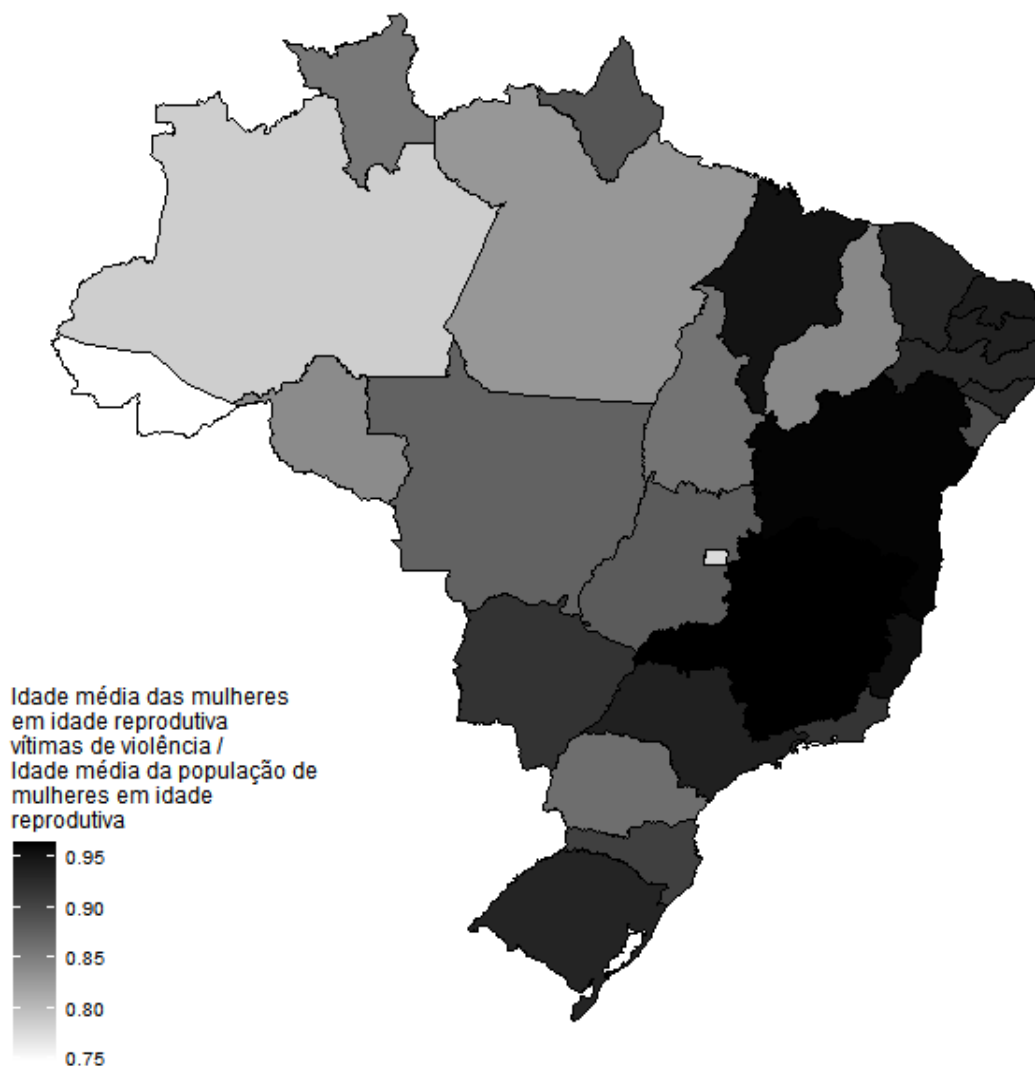 Idade média das mulheres
em idade reprodutiva
vítimas de violência /
Idade média da população de
mulheres em idade
reprodutiva
0.95
0.90
0.85
0.80
0.75